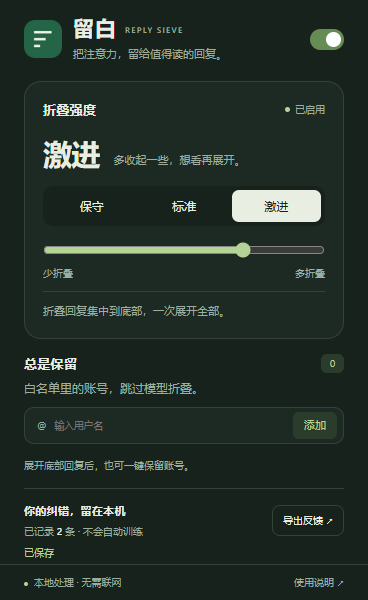 留白 REPLY SIEVE
把注意力，留给值得读的回复。
折叠强度
已启用
激进 多收起一些，想看再展开。
保守 标准 激进
少折叠 多折叠
折叠回复集中到底部，一次展开全部。
总是保留 0
白名单里的账号，跳过模型折叠。
@ 输入用户名 添加
展开底部回复后，也可一键保留账号。
你的纠错，留在本机
已记录 2 条 · 不会自动训练
导出反馈 ↗
已保存
本地处理 · 无需联网 使用说明 ↗